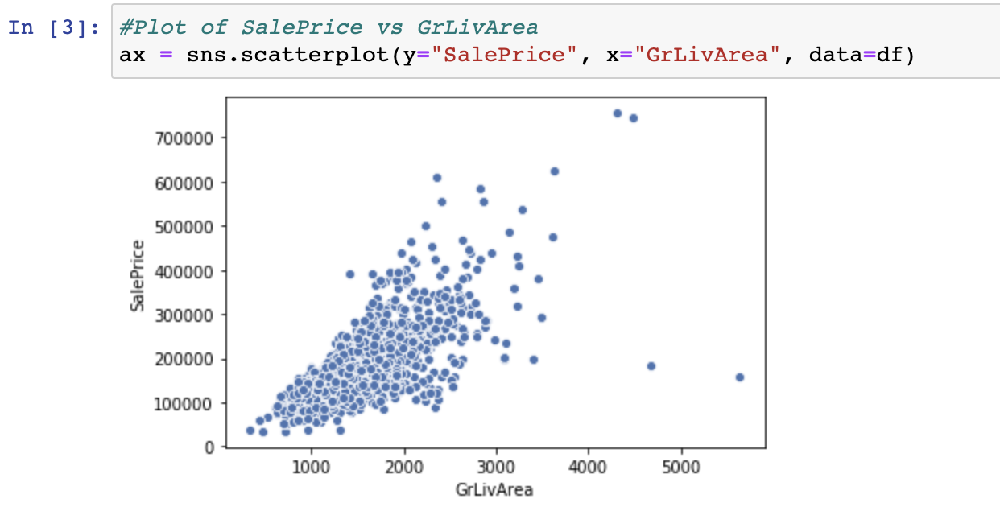 In [3]: #Plot of SalePrice vs GrLivArea
ax = sns.scatterplot(y="SalePrice", x="GrLivArea", data=df)
700000
600000
500000
400000
300000
200000
100000
0
SalePrice
1000 2000 3000 4000 5000
GrLivArea